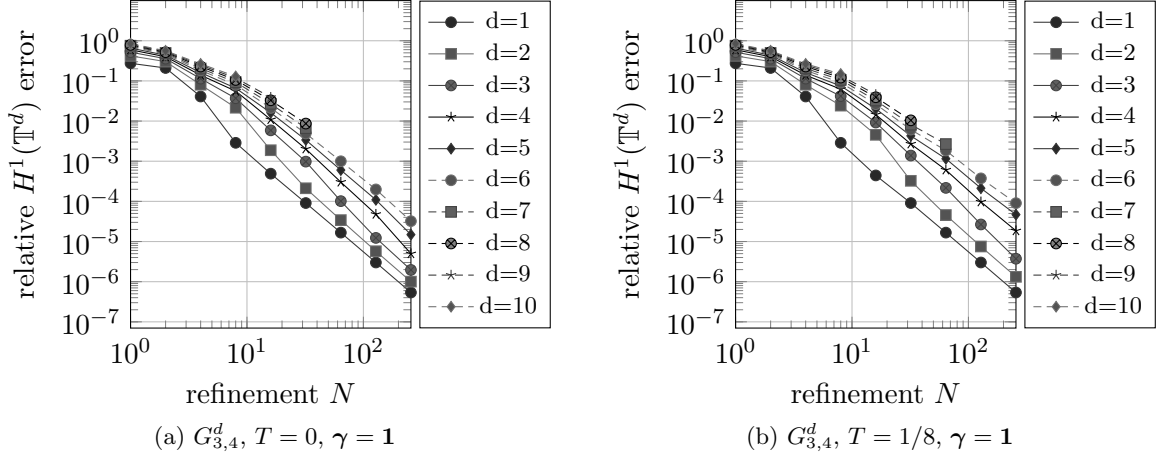 10^0
10^{-1}
10^{-2}
10^{-3}
10^{-4}
10^{-5}
10^{-6}
10^{-7}
relative H^1(𝕋^d) error
10^0 10^1 10^2
refinement N
d=1
d=2
d=3
d=4
d=5
d=6
d=7
d=8
d=9
d=10
(a) G^d_{3,4}, T = 0, γ = 1
10^0
10^{-1}
10^{-2}
10^{-3}
10^{-4}
10^{-5}
10^{-6}
10^{-7}
relative H^1(𝕋^d) error
10^0 10^1 10^2
refinement N
d=1
d=2
d=3
d=4
d=5
d=6
d=7
d=8
d=9
d=10
(b) G^d_{3,4}, T = 1/8, γ = 1